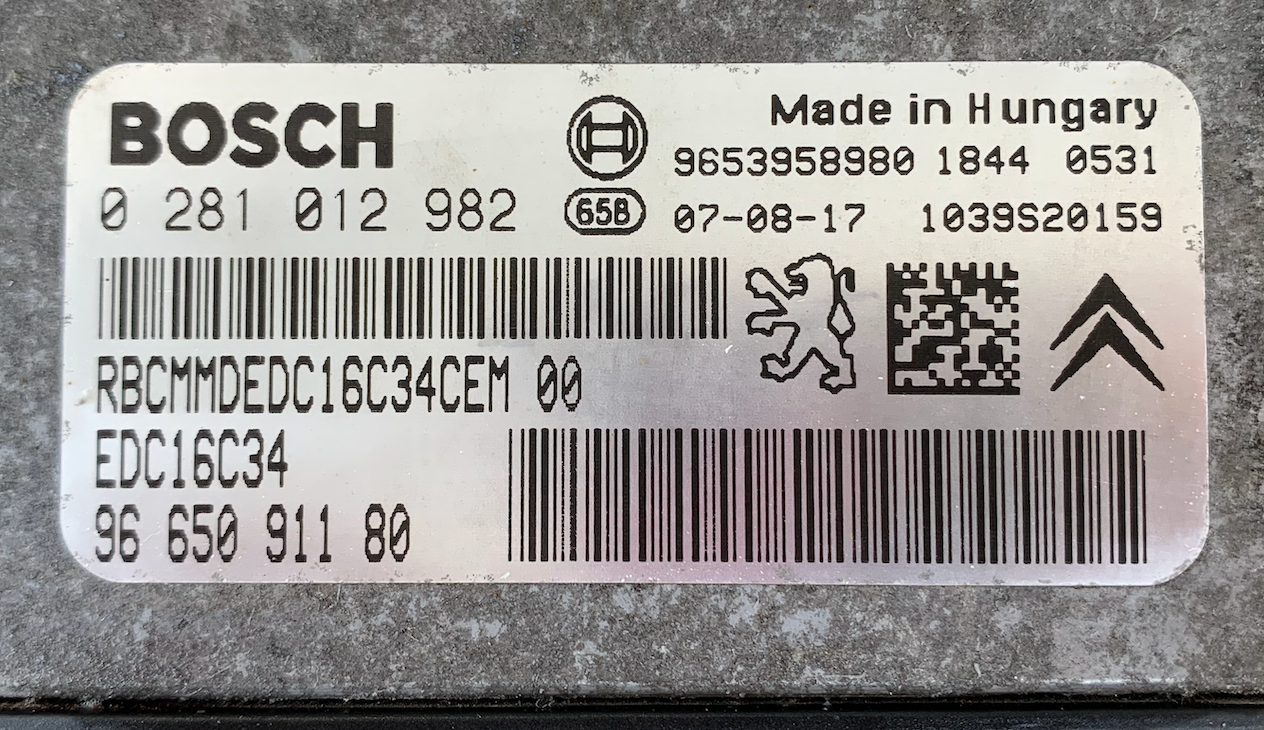 BOSCH
Made in Hungary
9653958980 1844 0531
0 281 012 982
65B
07-08-17 1039S20159
RBCMMDEDC16C34CEM 00
EDC16C34
96 650 911 80